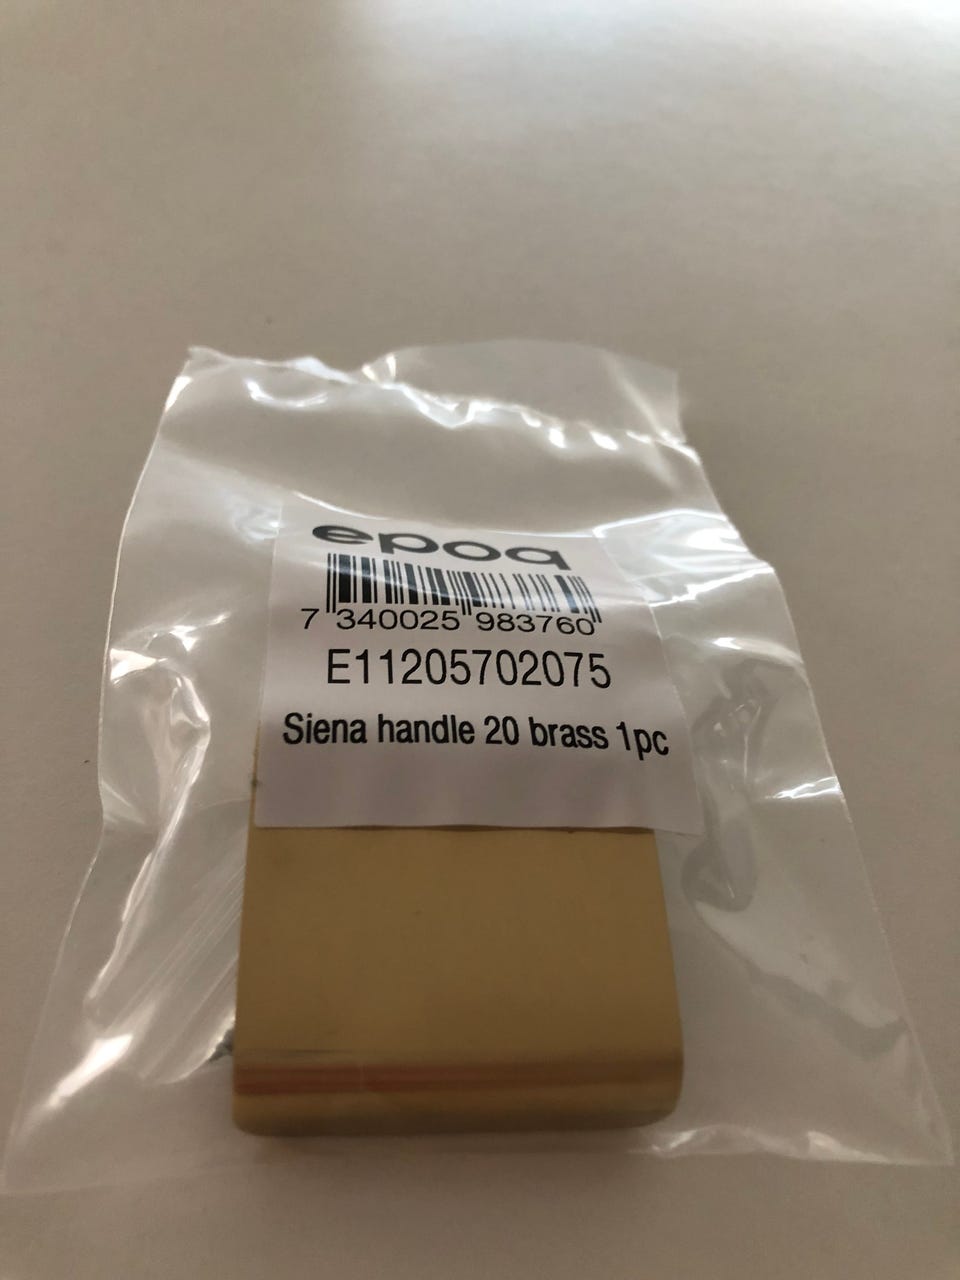 epoq
7 340025 983760
E11205702075
Siena handle 20 brass 1pc